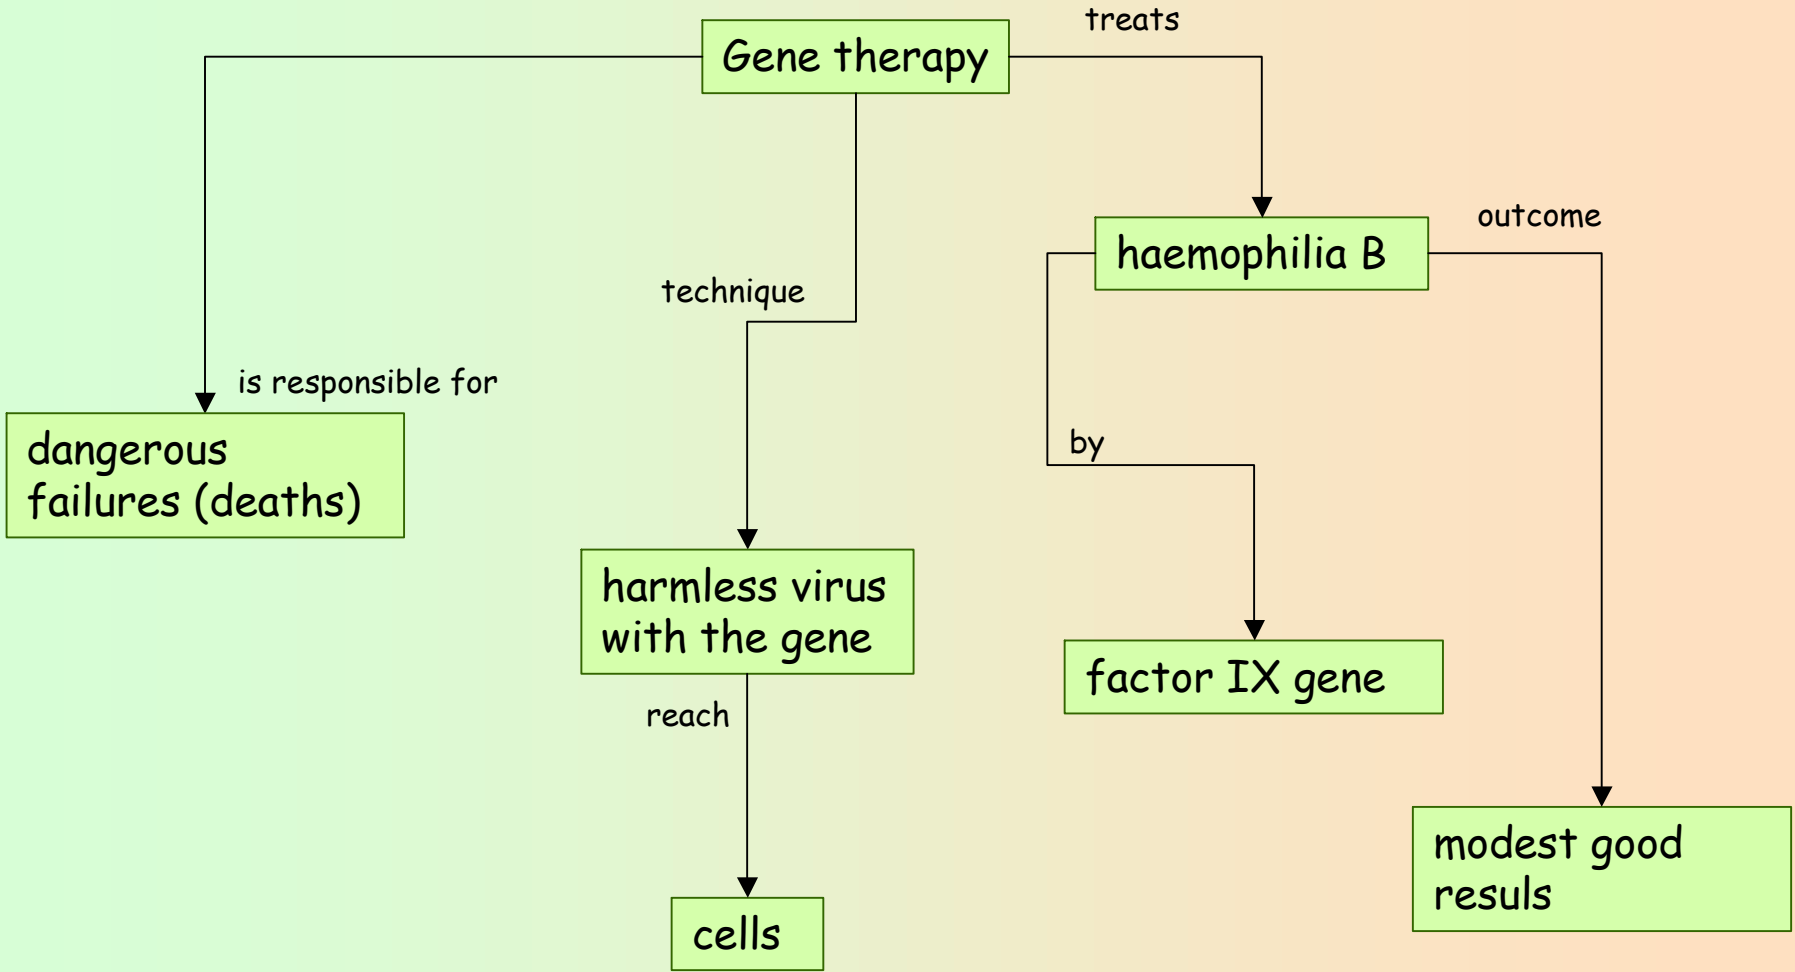 treats
Gene therapy
outcome
haemophilia B
technique
is responsible for
dangerous
failures (deaths)
by
harmless virus
with the gene
factor IX gene
reach
modest good
resuls
cells